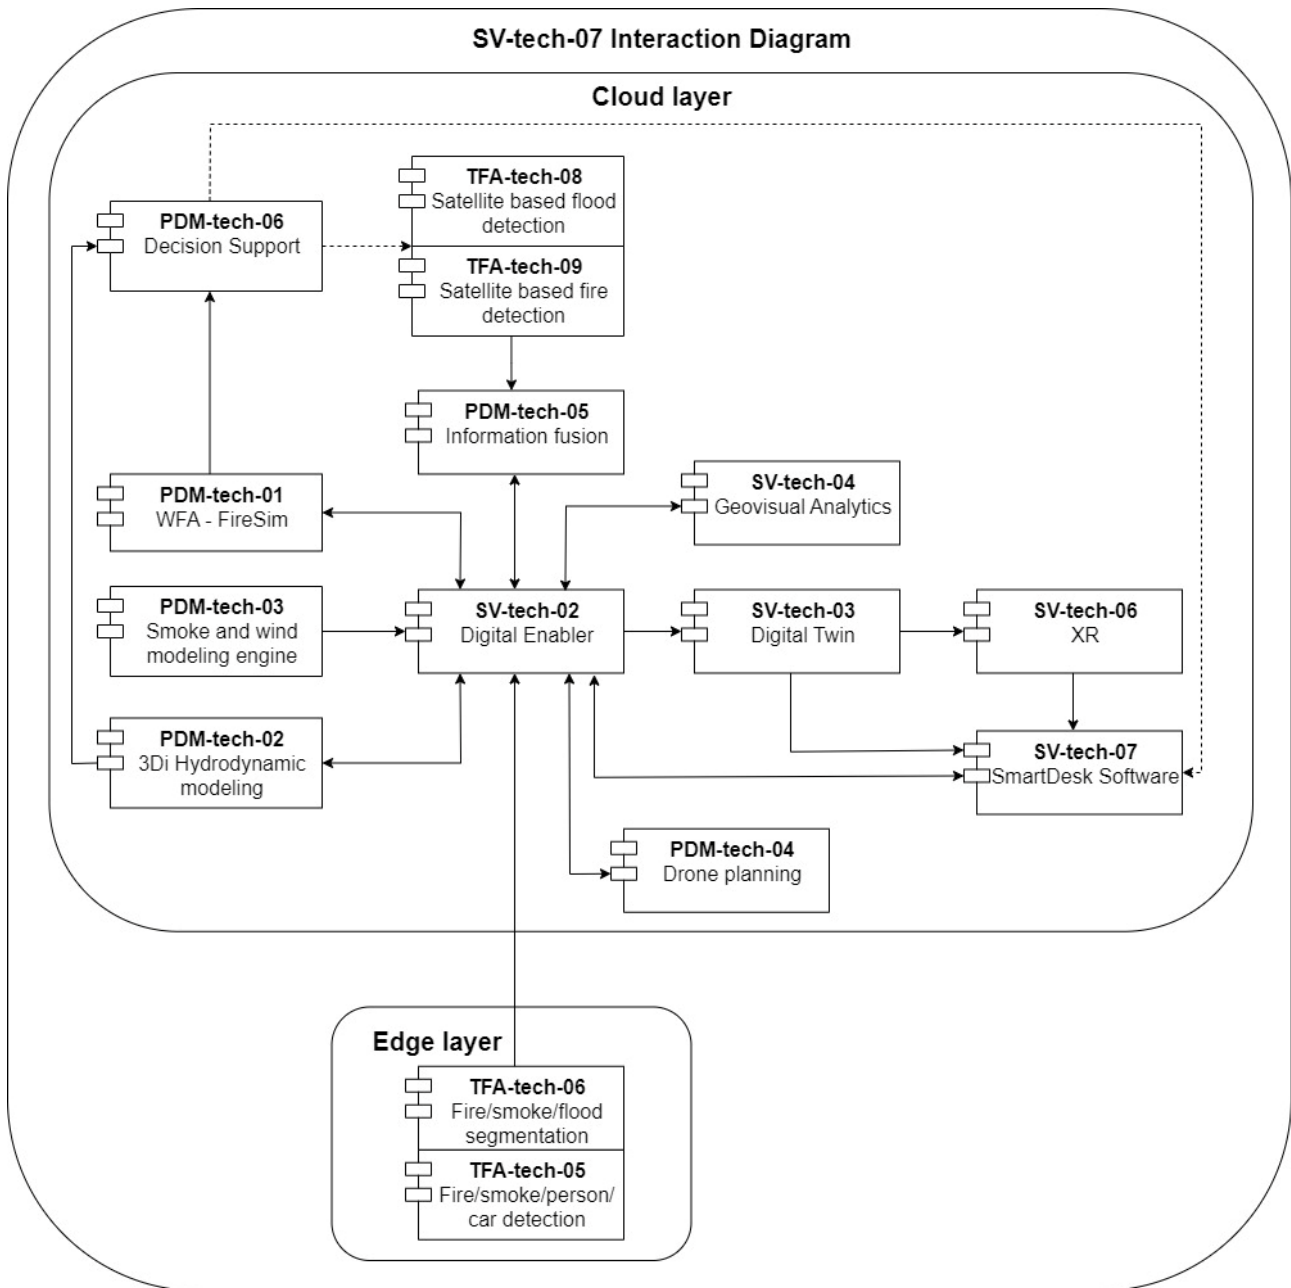 SV-tech-07 Interaction Diagram
Cloud layer
TFA-tech-08
Satellite based flood
detection
PDM-tech-06
Decision Support
TFA-tech-09
Satellite based fire
detection
PDM-tech-05
Information fusion
SV-tech-04
Geovisual Analytics
PDM-tech-01
WFA - FireSim
PDM-tech-03
Smoke and wind
modeling engine
SV-tech-02
Digital Enabler
SV-tech-03
Digital Twin
SV-tech-06
XR
PDM-tech-02
3Di Hydrodynamic
modeling
SV-tech-07
SmartDesk Software
PDM-tech-04
Drone planning
Edge layer
TFA-tech-06
Fire/smoke/flood
segmentation
TFA-tech-05
Fire/smoke/person/
car detection